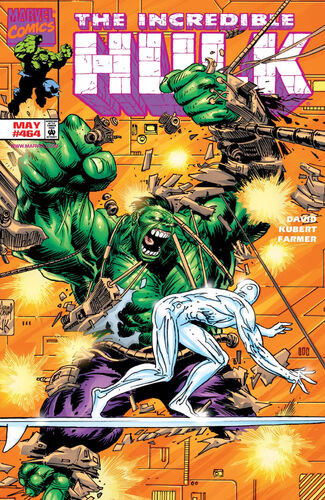 MARVEL
COMICS
THE INCREDIBLE
HULK
MAY
#464
DAVID
KUBERT
FARMER